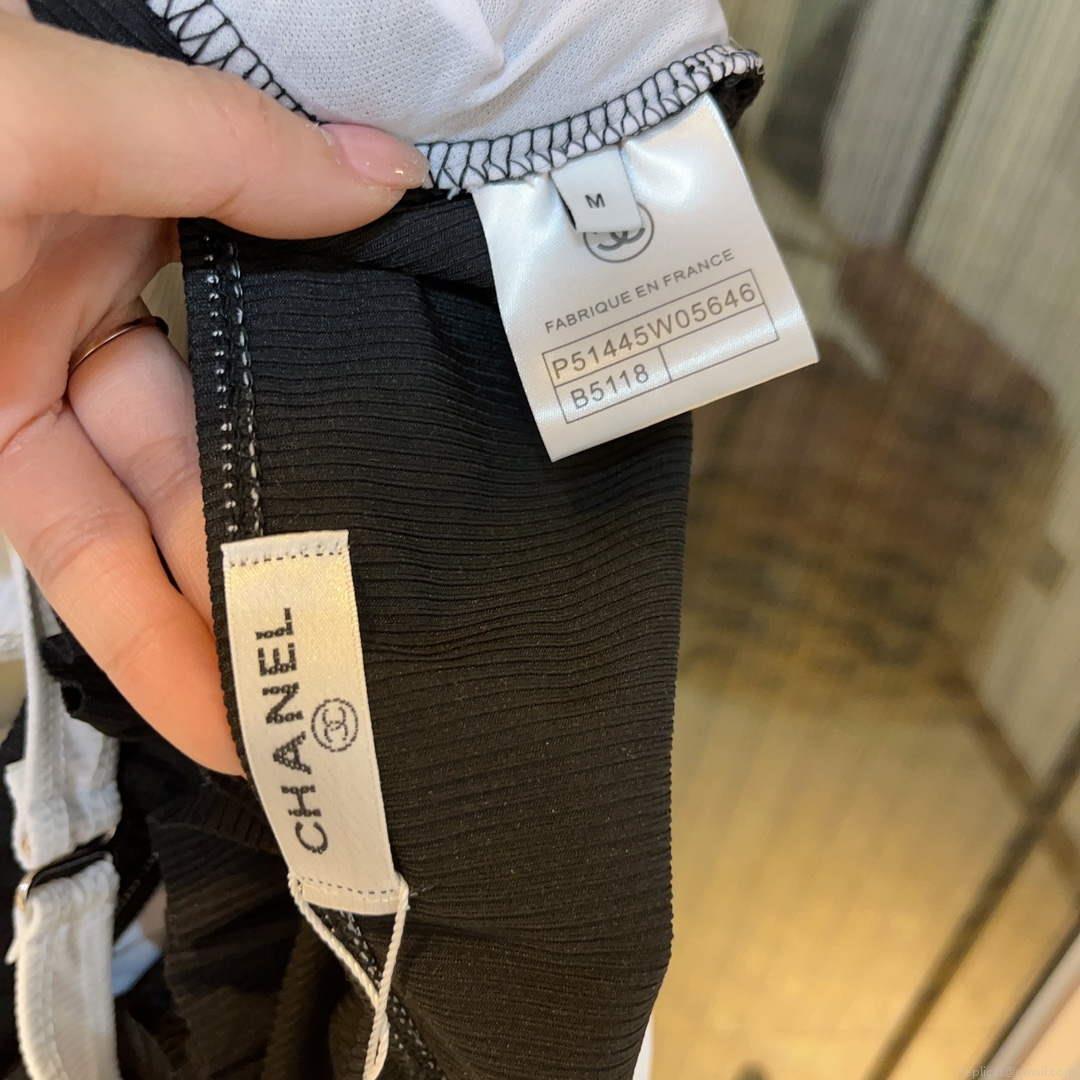 M
FABRIQUE EN FRANCE
P51445W05646
B5118
CHANEL